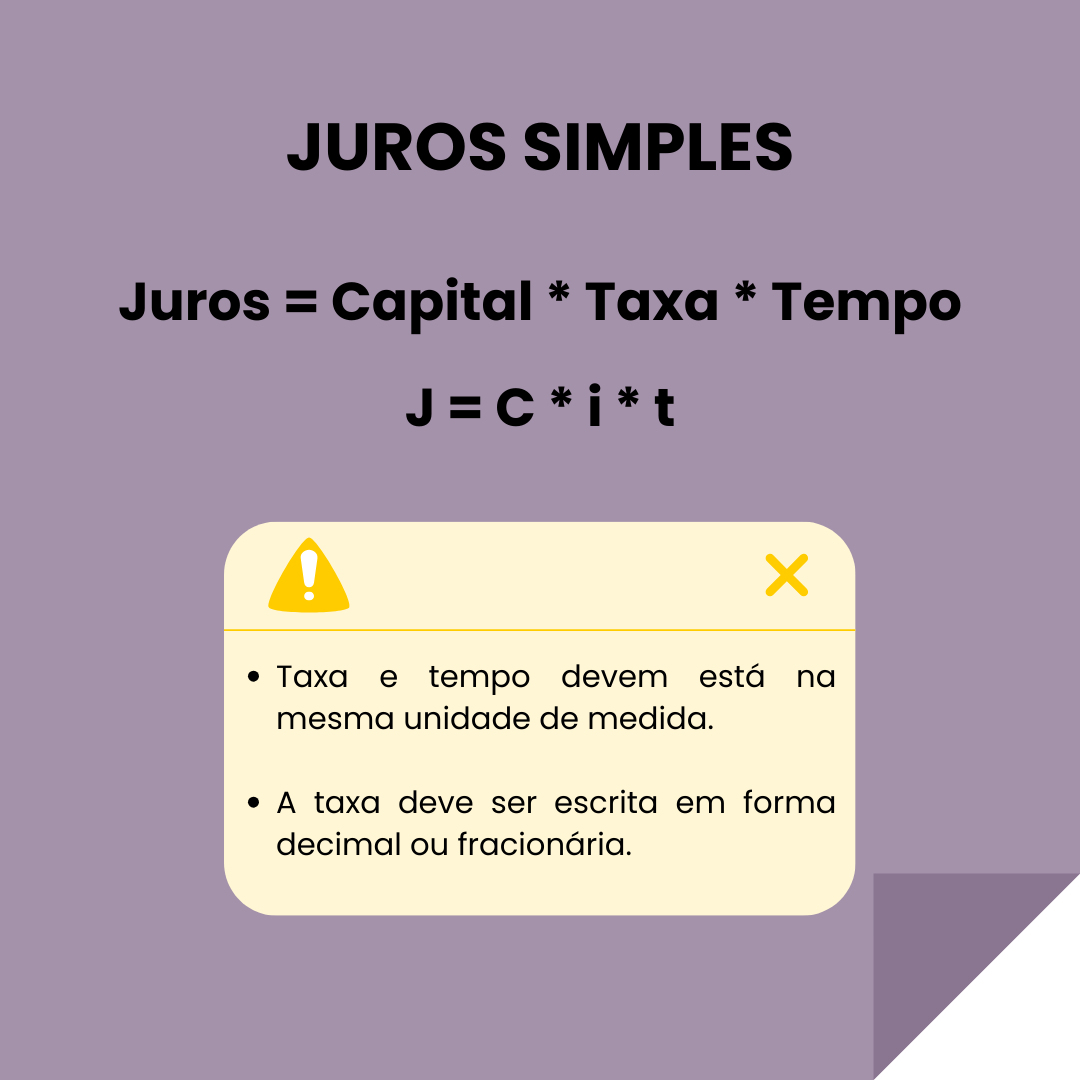 JUROS SIMPLES
Juros = Capital * Taxa * Tempo
J = C * i * t
• Taxa e tempo devem está na
mesma unidade de medida.
• A taxa deve ser escrita em forma
decimal ou fracionária.